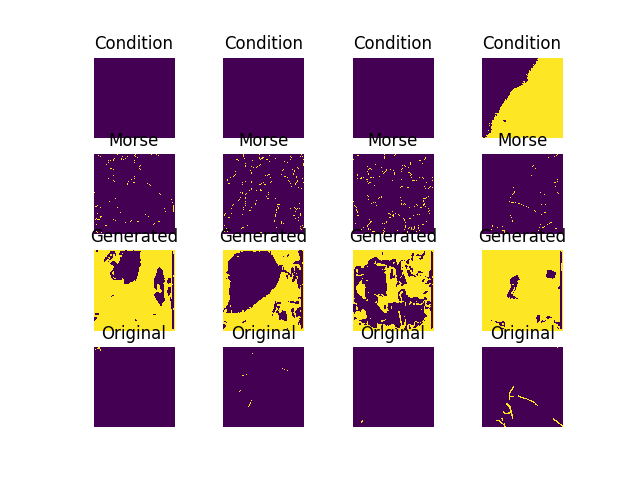 Condition Condition Condition Condition
Morse Morse Morse Morse
Generated Generated Generated Generated
Original Original Original Original